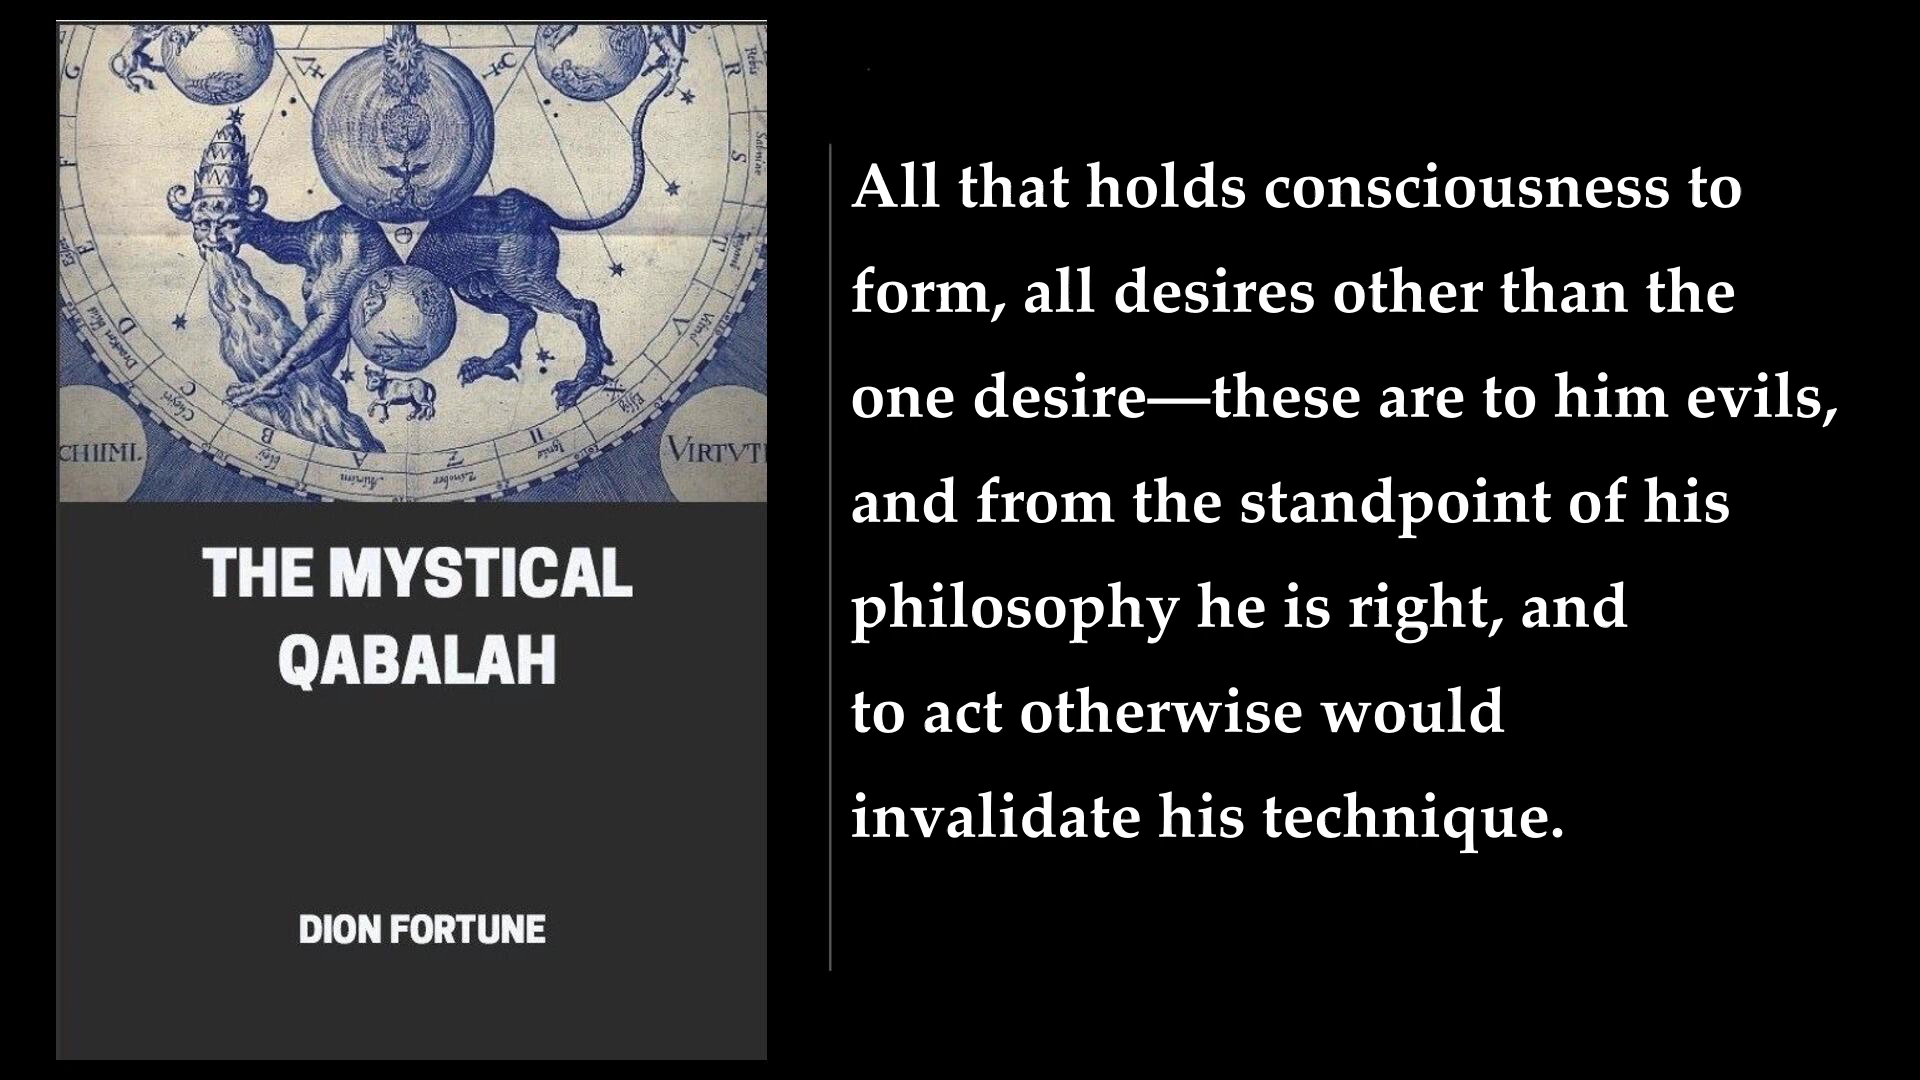 CHIIMI.
VIRTVTI
THE MYSTICAL
QABALAH
DION FORTUNE
All that holds consciousness to
form, all desires other than the
one desire—these are to him evils,
and from the standpoint of his
philosophy he is right, and
to act otherwise would
invalidate his technique.